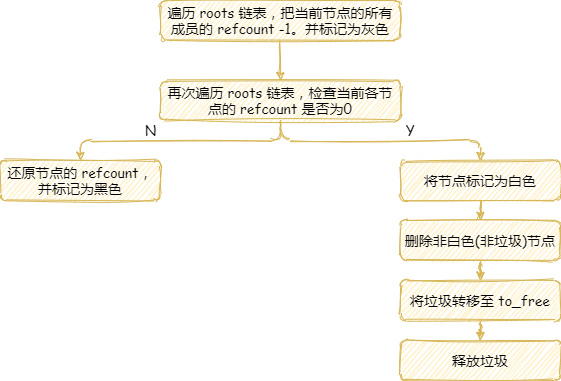 遍历 roots 链表，把当前节点的所有
成员的 refcount -1。并标记为灰色
再次遍历 roots 链表，检查当前各节
点的 refcount 是否为0
N
Y
还原节点的 refcount，
并标记为黑色
将节点标记为白色
删除非白色(非垃圾)节点
将垃圾转移至 to_free
释放垃圾